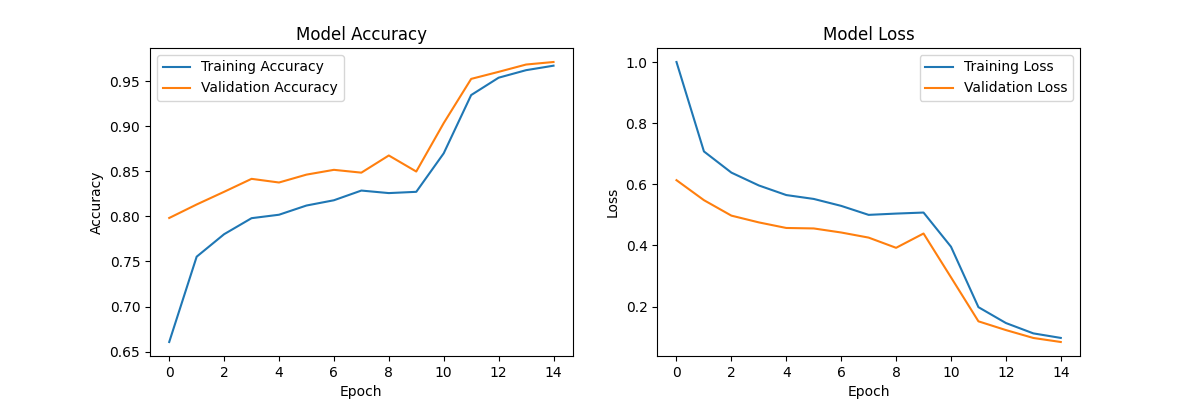 Model Accuracy
Training Accuracy
Validation Accuracy
Accuracy
0.95
0.90
0.85
0.80
0.75
0.70
0.65
0 2 4 6 8 10 12 14
Epoch
Model Loss
Training Loss
Validation Loss
Loss
1.0
0.8
0.6
0.4
0.2
0 2 4 6 8 10 12 14
Epoch